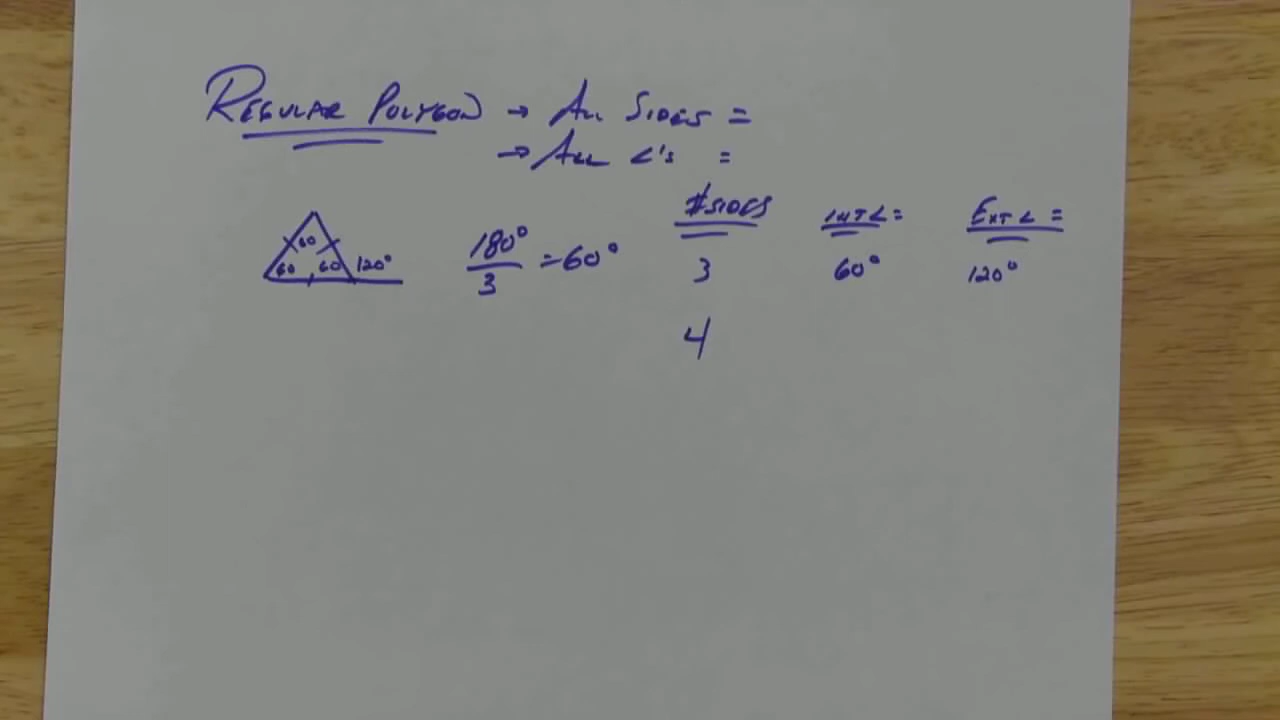 REGULAR POLYGON → ALL SIDES =
→ ALL ∠'s =
#SIDES INT ∠ = EXT ∠ =
60
60 60 120°
180°/3 = 60°
3 60° 120°
4